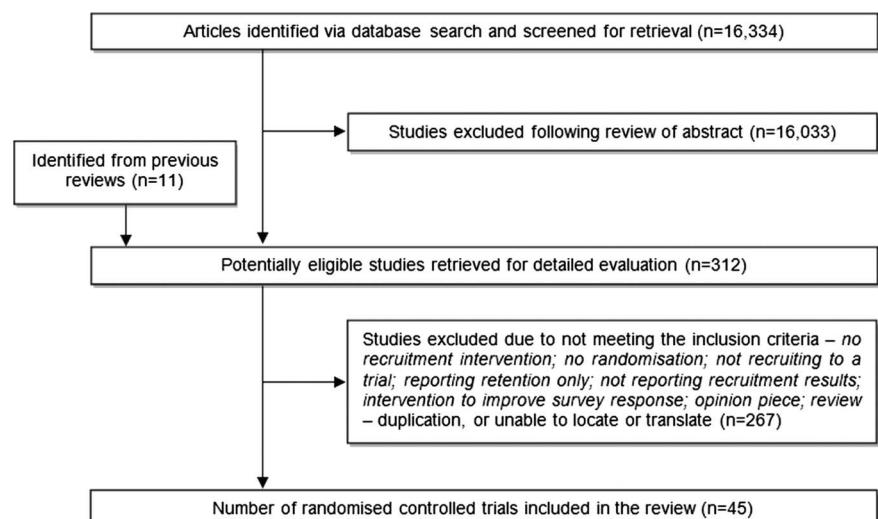 Articles identified via database search and screened for retrieval (n=16,334)
Studies excluded following review of abstract (n=16,033)
Identified from previous
reviews (n=11)
Potentially eligible studies retrieved for detailed evaluation (n=312)
Studies excluded due to not meeting the inclusion criteria – no
recruitment intervention; no randomisation; not recruiting to a
trial; reporting retention only; not reporting recruitment results;
intervention to improve survey response; opinion piece; review
– duplication, or unable to locate or translate (n=267)
Number of randomised controlled trials included in the review (n=45)